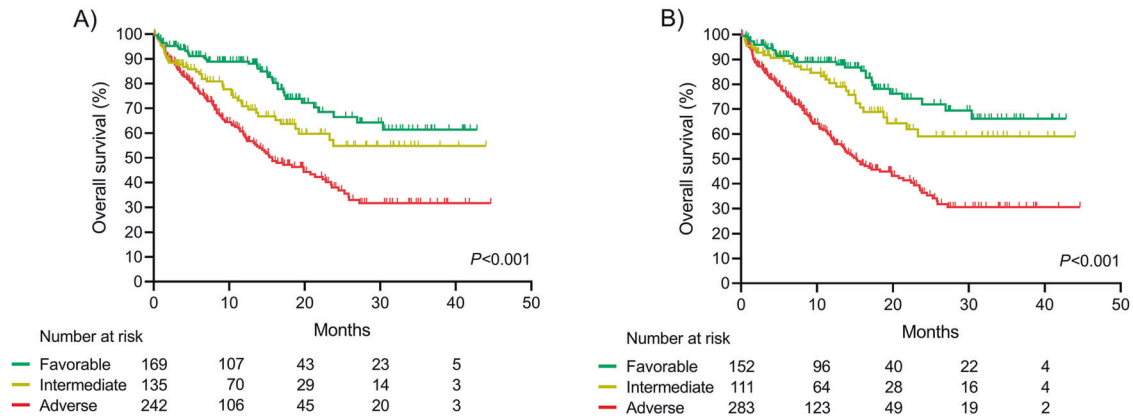 A)
100
90
80
70
60
50
40
30
20
10
0
Overall survival (%)
P<0.001
0 10 20 30 40 50
Months
Number at risk
Favorable 169 107 43 23 5
Intermediate 135 70 29 14 3
Adverse 242 106 45 20 3
B)
100
90
80
70
60
50
40
30
20
10
0
Overall survival (%)
P<0.001
0 10 20 30 40 50
Months
Number at risk
Favorable 152 96 40 22 4
Intermediate 111 64 28 16 4
Adverse 283 123 49 19 2